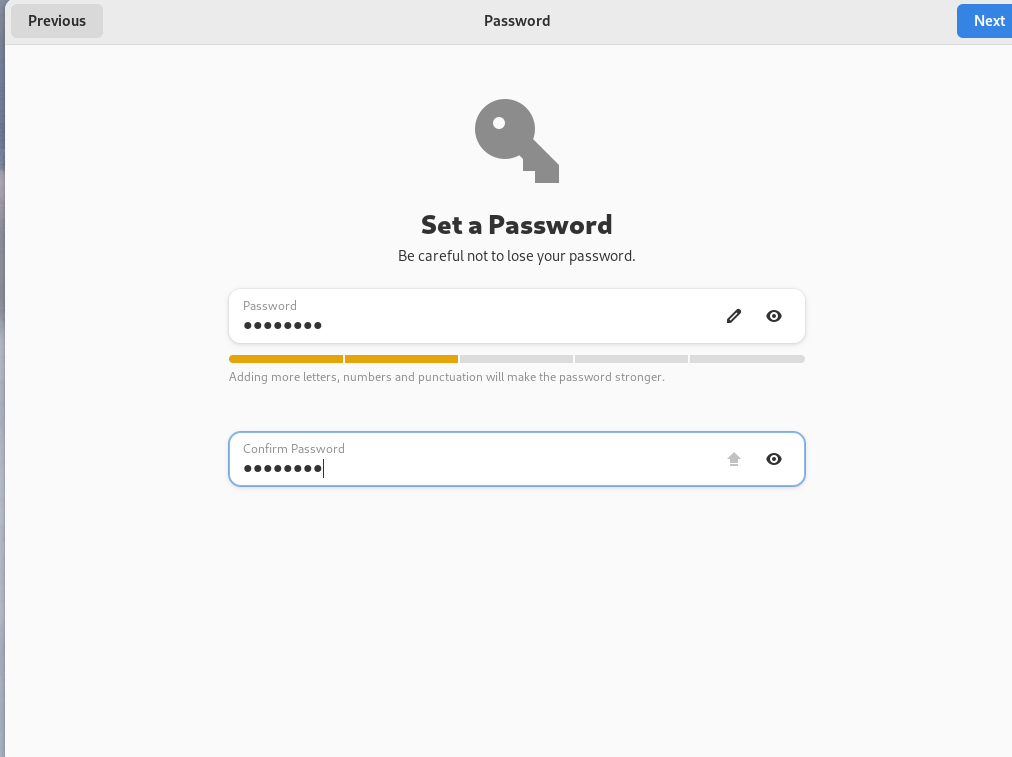 Previous
Password
Next
Set a Password
Be careful not to lose your password.
Password
●●●●●●●●
Adding more letters, numbers and punctuation will make the password stronger.
Confirm Password
●●●●●●●●